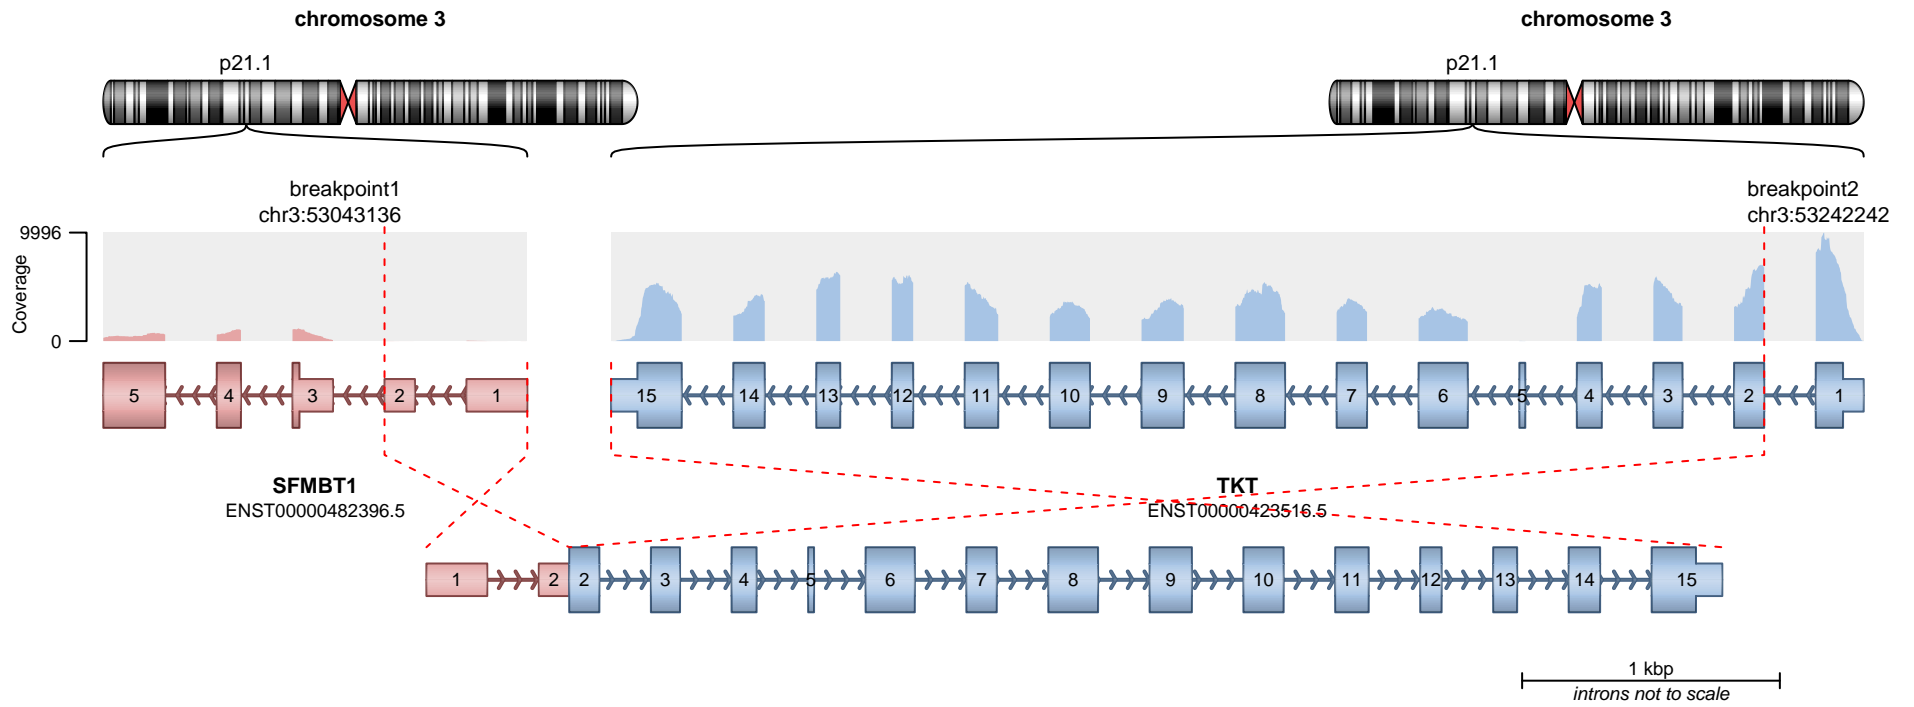 chromosome 3
chromosome 3
p21.1
p21.1
breakpoint1
chr3:53043136
breakpoint2
chr3:53242242
9996
0
Coverage
5 4 3 2 1
15 14 13 12 11 10 9 8 7 6 5 4 3 2 1
SFMBT1
ENST00000482396.5
TKT
ENST00000423516.5
1 2 2 3 4 5 6 7 8 9 10 11 12 13 14 15
1 kbp
introns not to scale